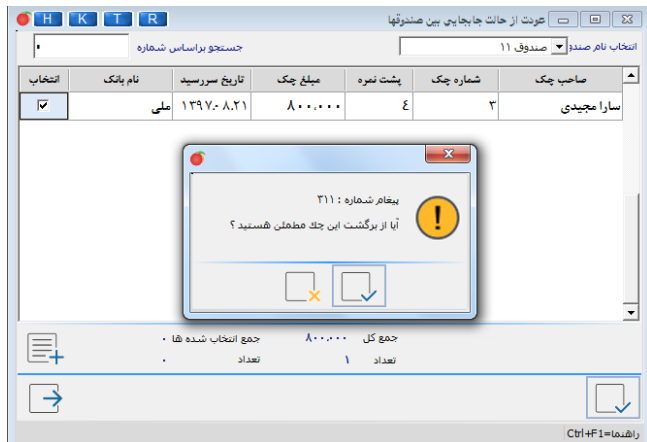 عودت از حالت جابجایی بین صندوقها
H K T R
انتخاب نام صندو صندوق ۱۱
جستجو براساس شماره
۰
صاحب چک شماره چک پشت نمره مبلغ چک تاریخ سررسید نام بانک انتخاب
سارا مجیدی ۳ ٤ ۸۰۰،۰۰۰ ۱۳۹۷،۰۸،۲۱ ملی
پیغام شماره : ۳۱۱
آیا از برگشت این چك مطمئن هستید ؟
جمع کل ۸۰۰،۰۰۰ جمع انتخاب شده ها ۰
تعداد ۱ تعداد ۰
راهنما=Ctrl+F1